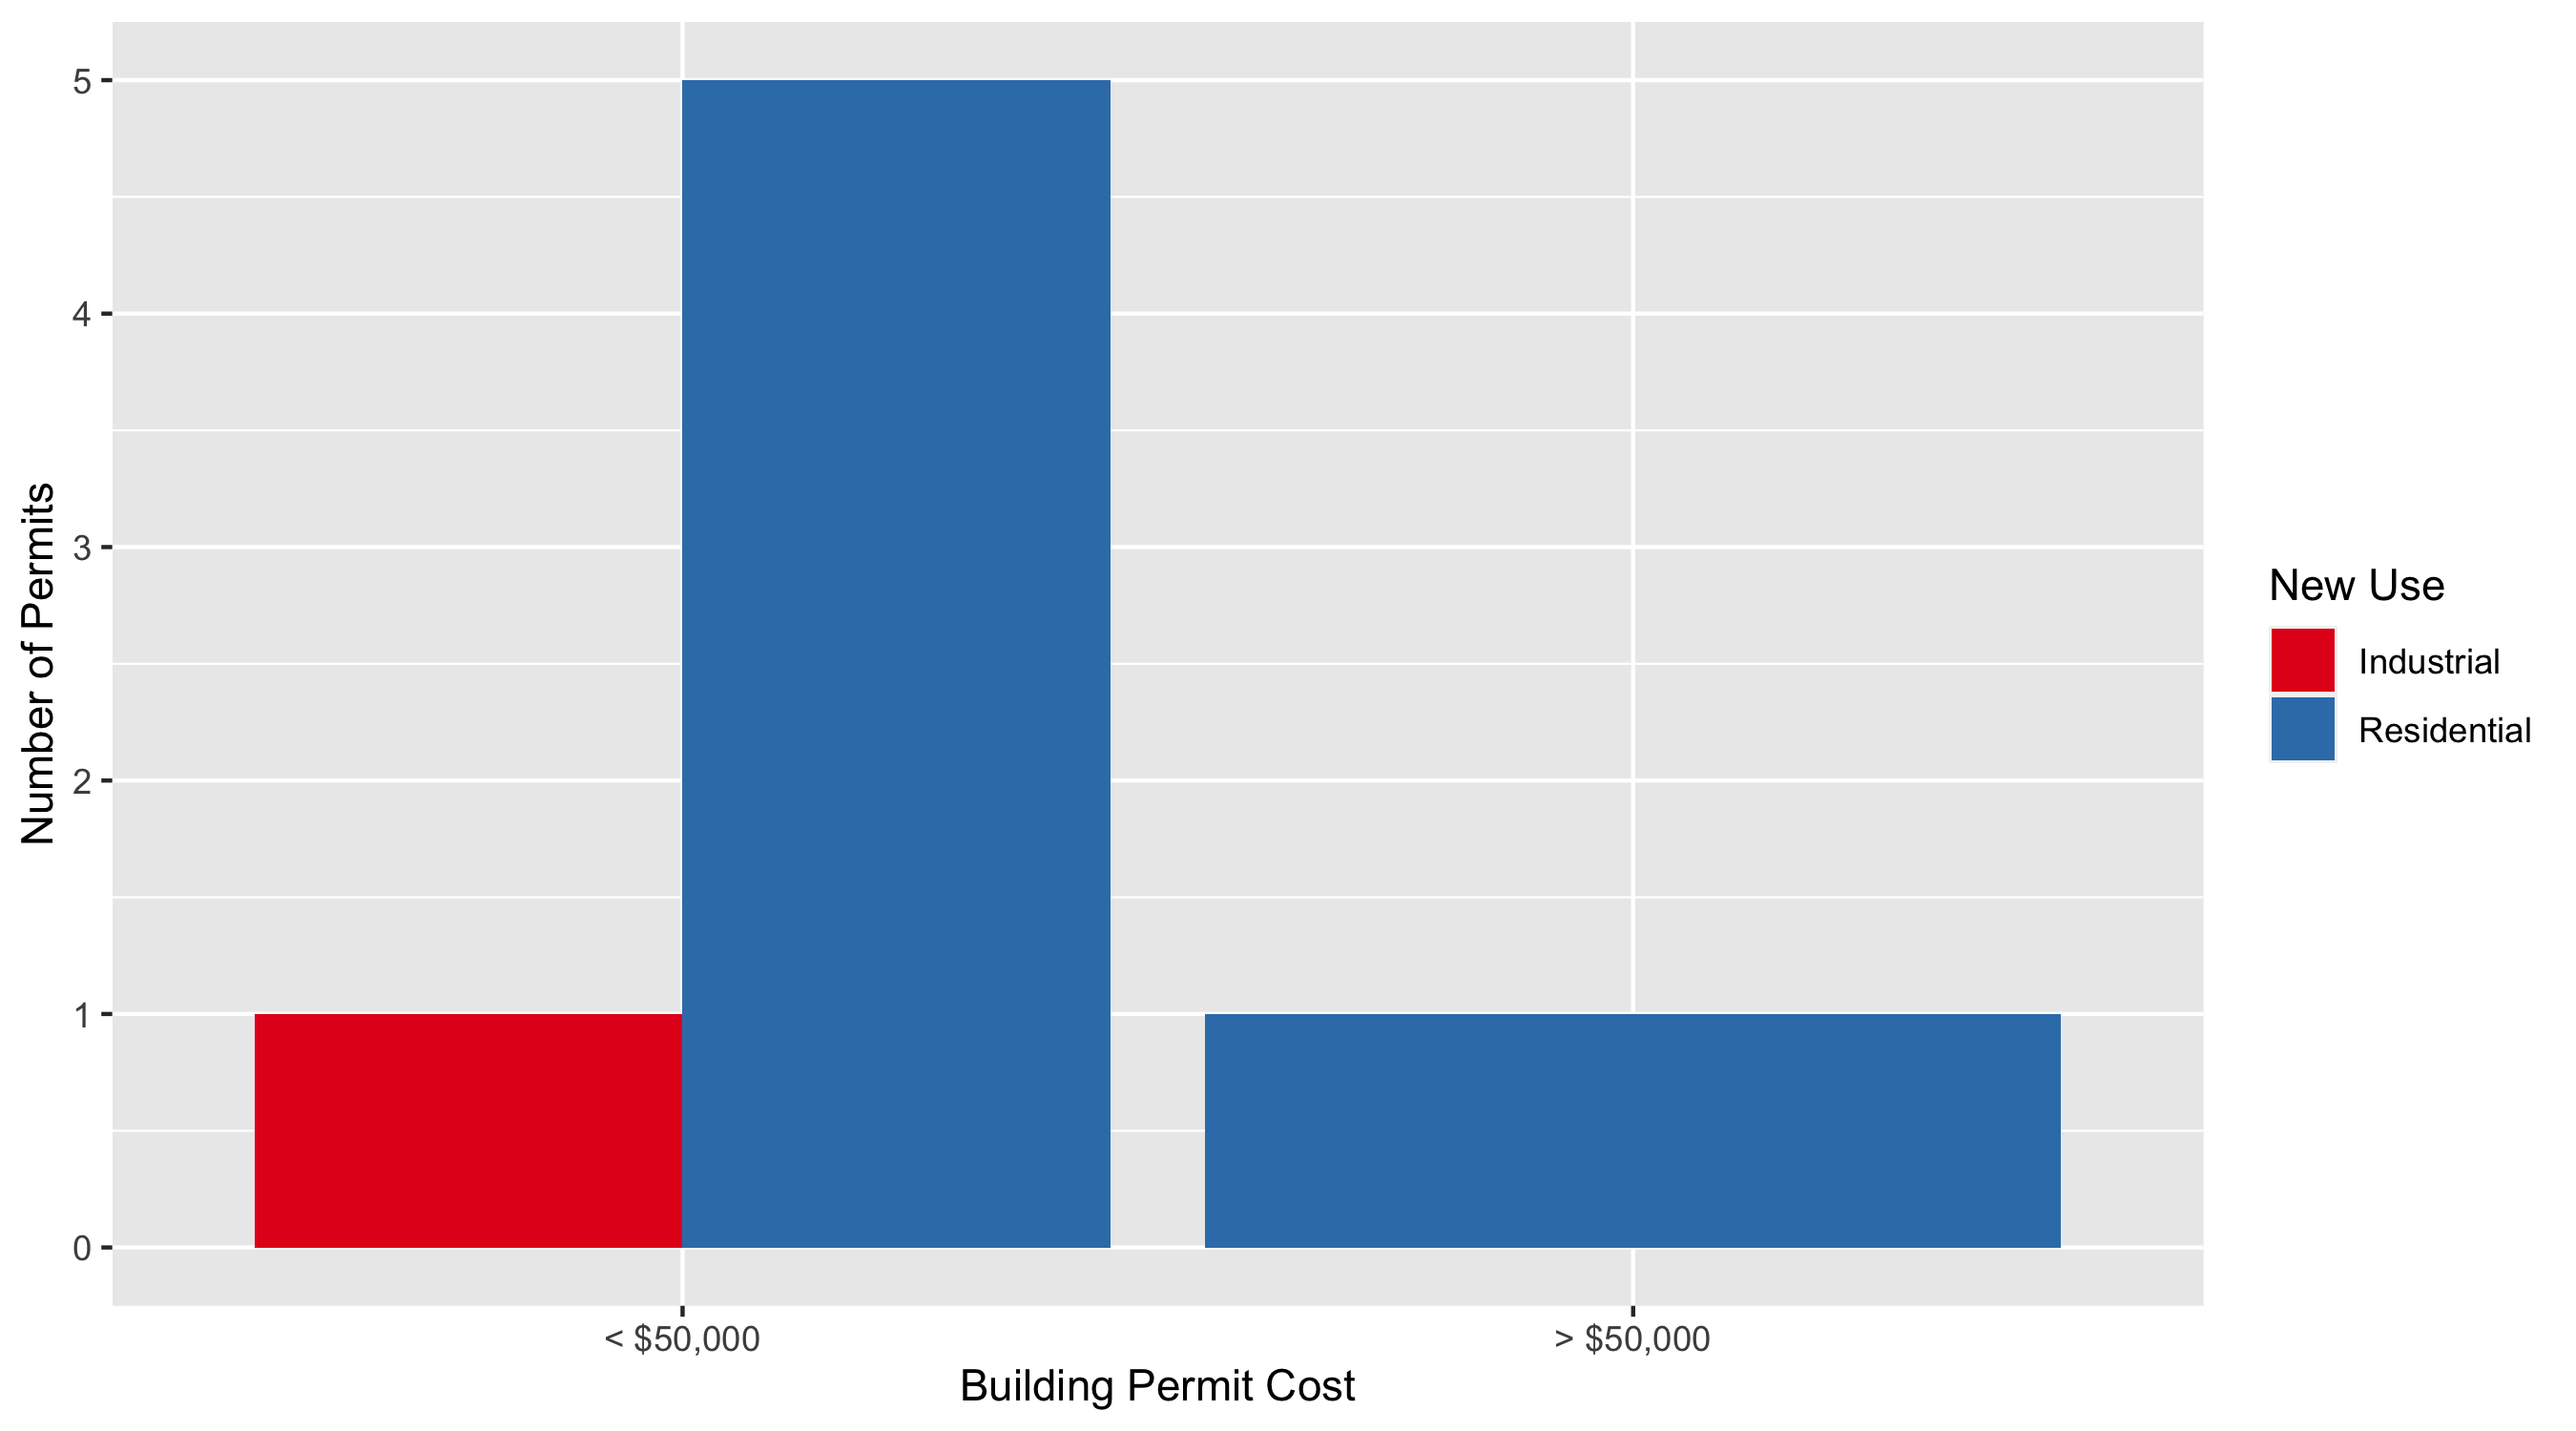 5
4
3
2
1
0
Number of Permits
< $50,000
> $50,000
Building Permit Cost
New Use
Industrial
Residential